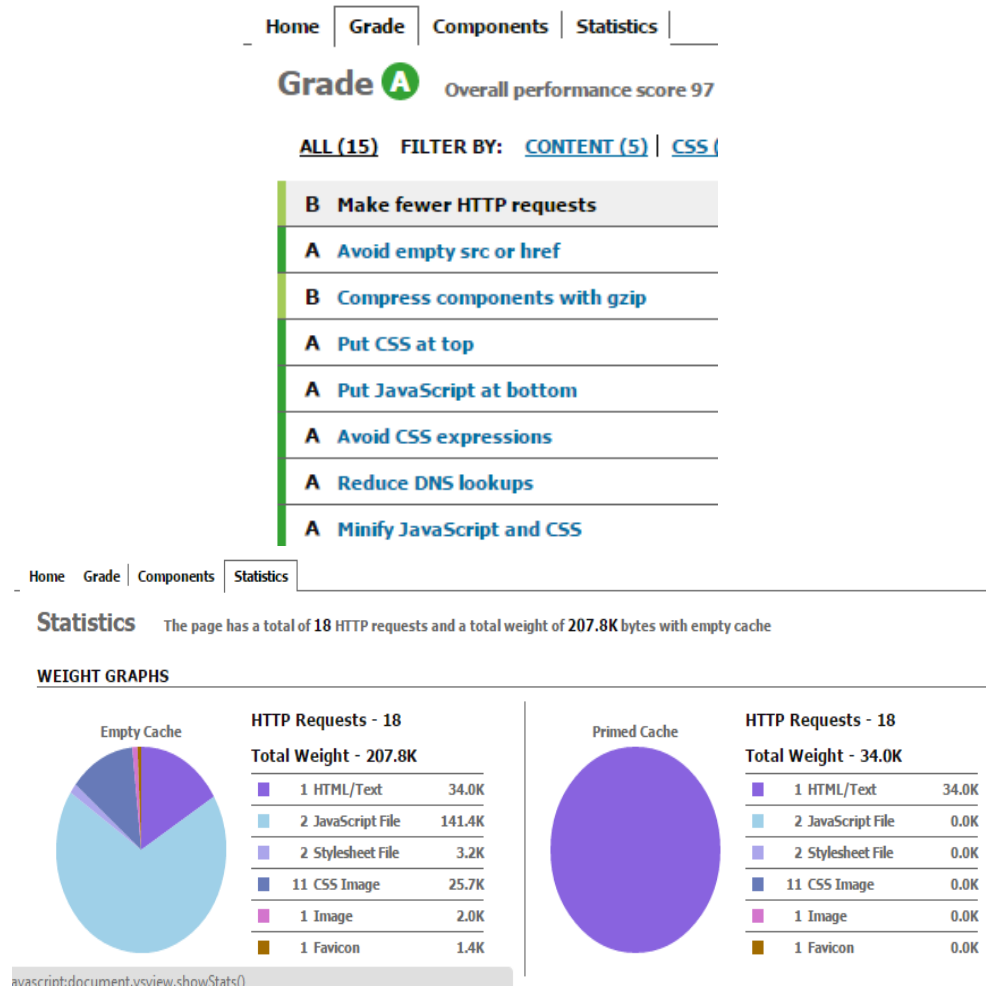 Home Grade Components Statistics
Grade A Overall performance score 97
ALL (15) FILTER BY: CONTENT (5) CSS (
B Make fewer HTTP requests
A Avoid empty src or href
B Compress components with gzip
A Put CSS at top
A Put JavaScript at bottom
A Avoid CSS expressions
A Reduce DNS lookups
A Minify JavaScript and CSS
Home Grade Components Statistics
Statistics The page has a total of 18 HTTP requests and a total weight of 207.8K bytes with empty cache
WEIGHT GRAPHS
Empty Cache
HTTP Requests - 18
Total Weight - 207.8K
1 HTML/Text 34.0K
2 JavaScript File 141.4K
2 Stylesheet File 3.2K
11 CSS Image 25.7K
1 Image 2.0K
1 Favicon 1.4K
Primed Cache
HTTP Requests - 18
Total Weight - 34.0K
1 HTML/Text 34.0K
2 JavaScript File 0.0K
2 Stylesheet File 0.0K
11 CSS Image 0.0K
1 Image 0.0K
1 Favicon 0.0K
avascript:document.ysview.showStats()